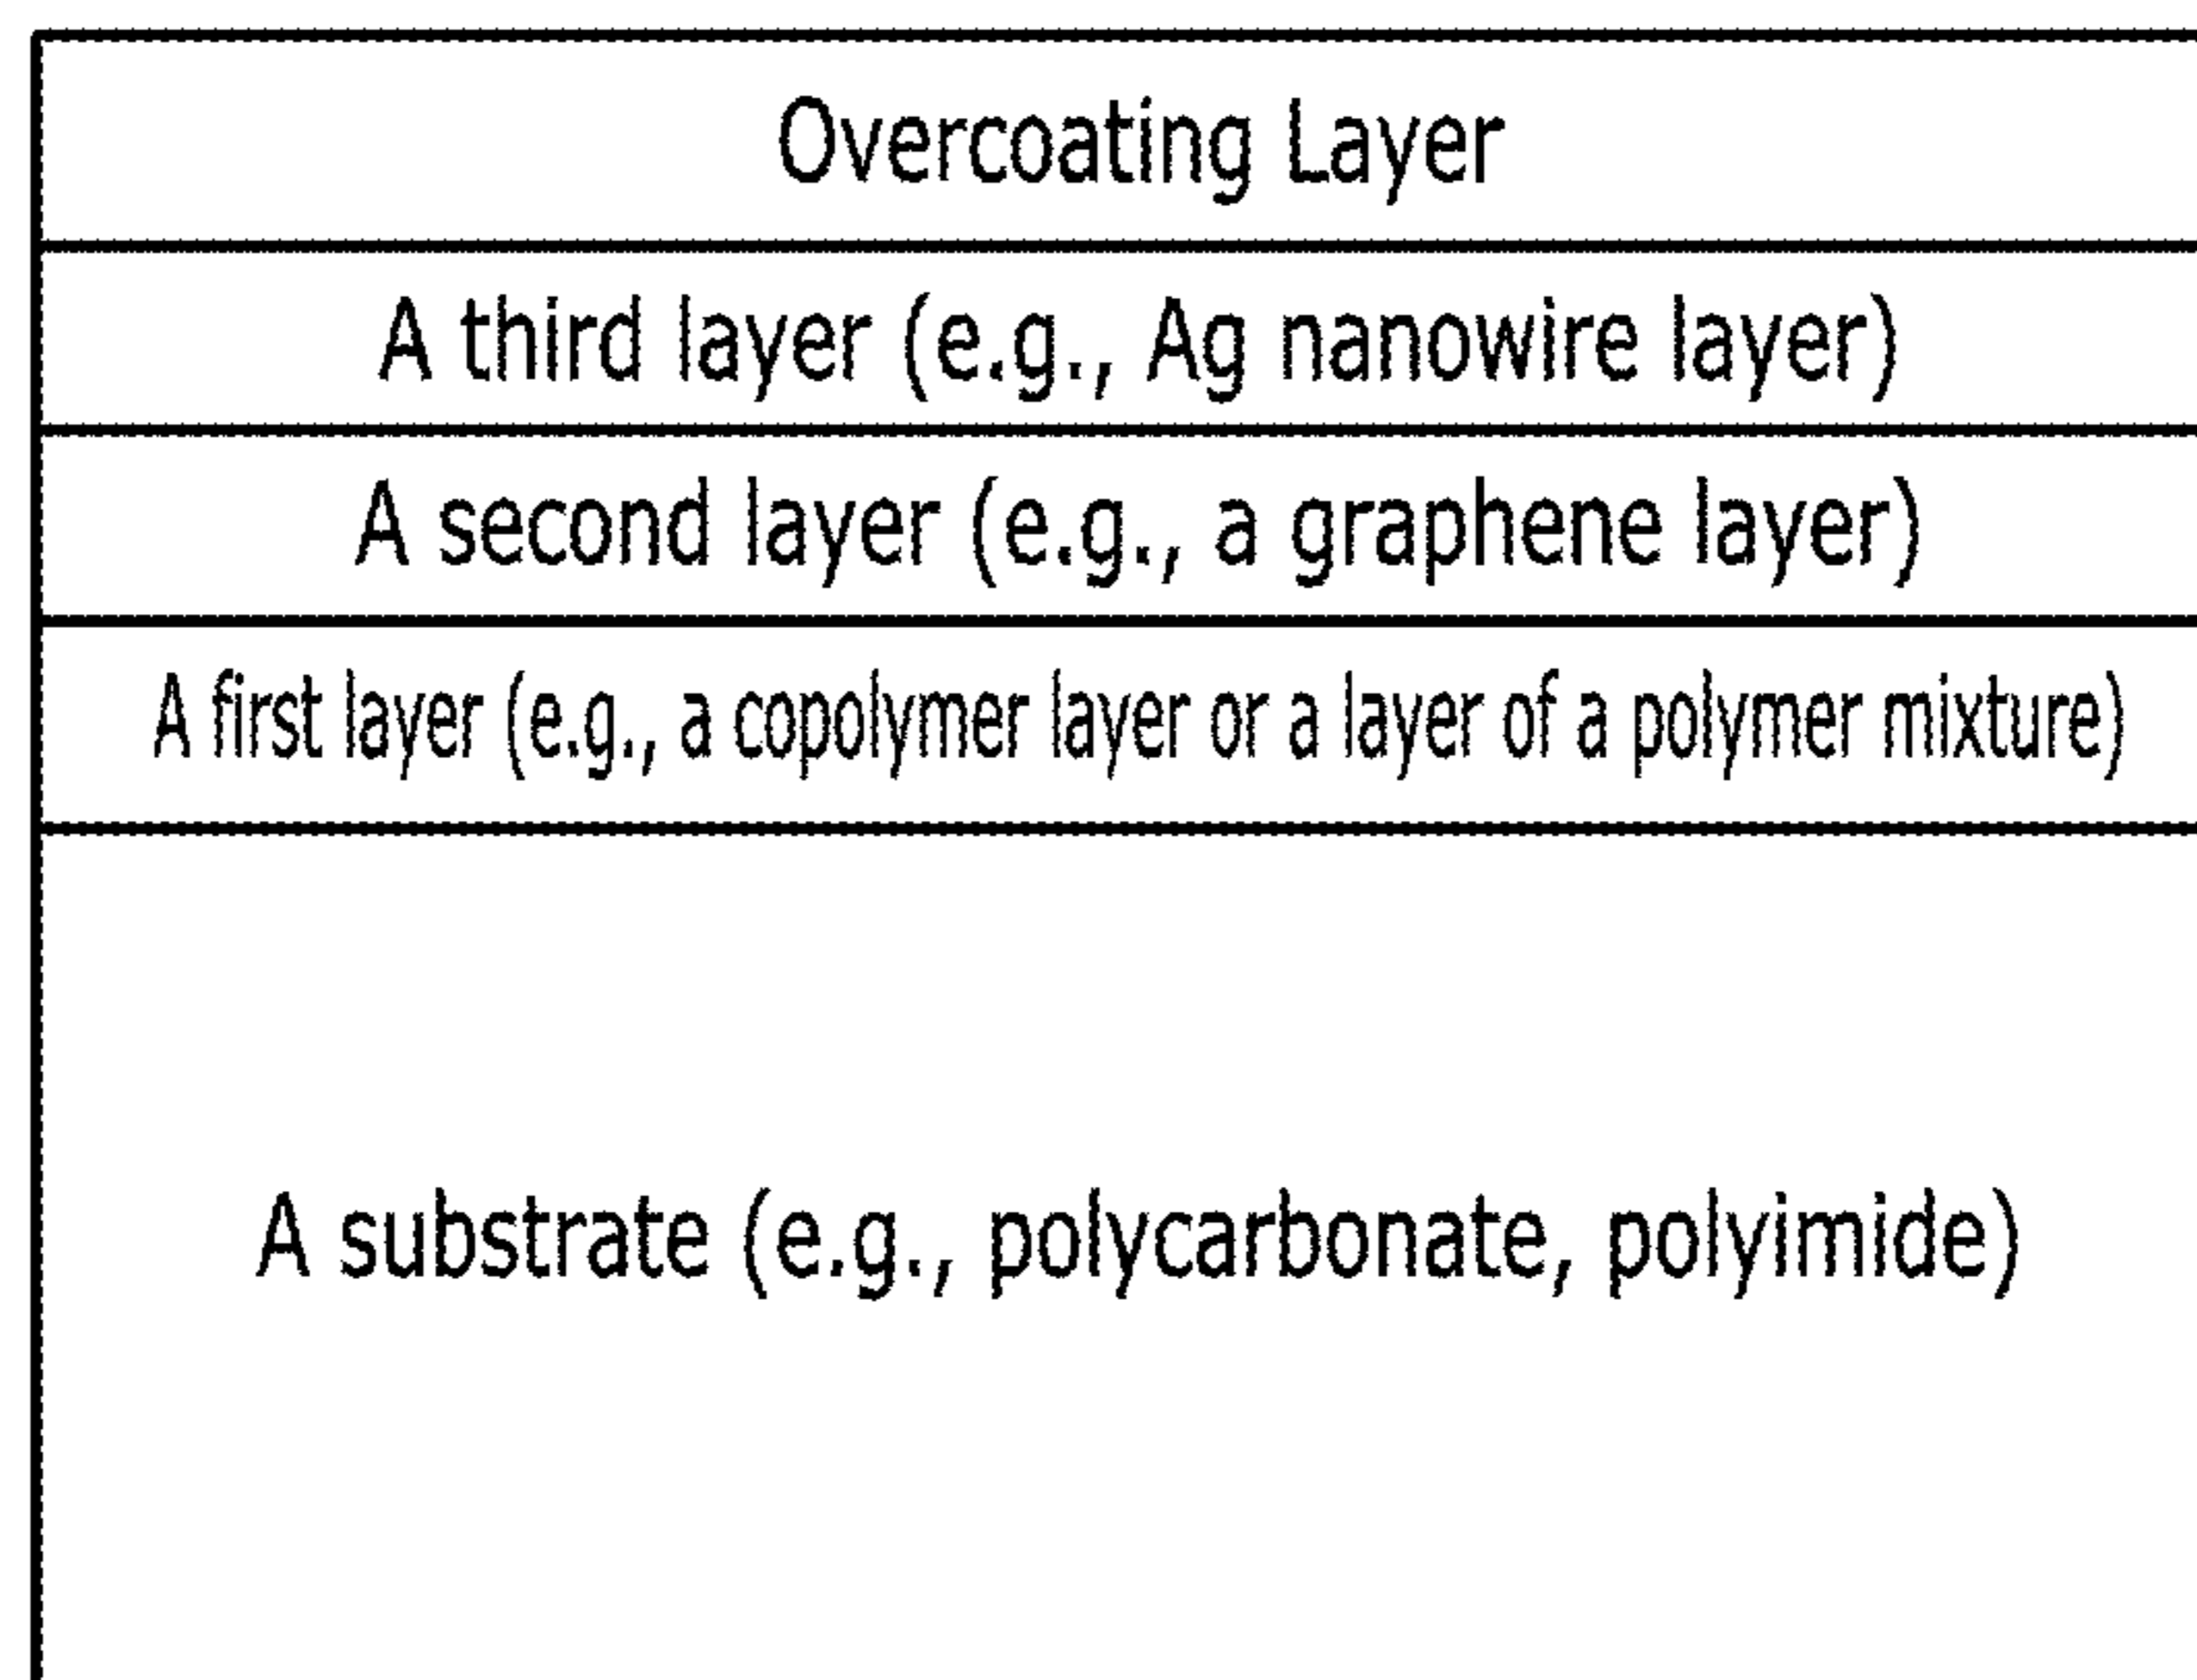 Overcoating Layer
A third layer (e.g., Ag nanowire layer)
A second layer (e.g., a graphene layer)
A first layer (e.g., a copolymer layer or a layer of a polymer mixture)
A substrate (e.g., polycarbonate, polyimide)